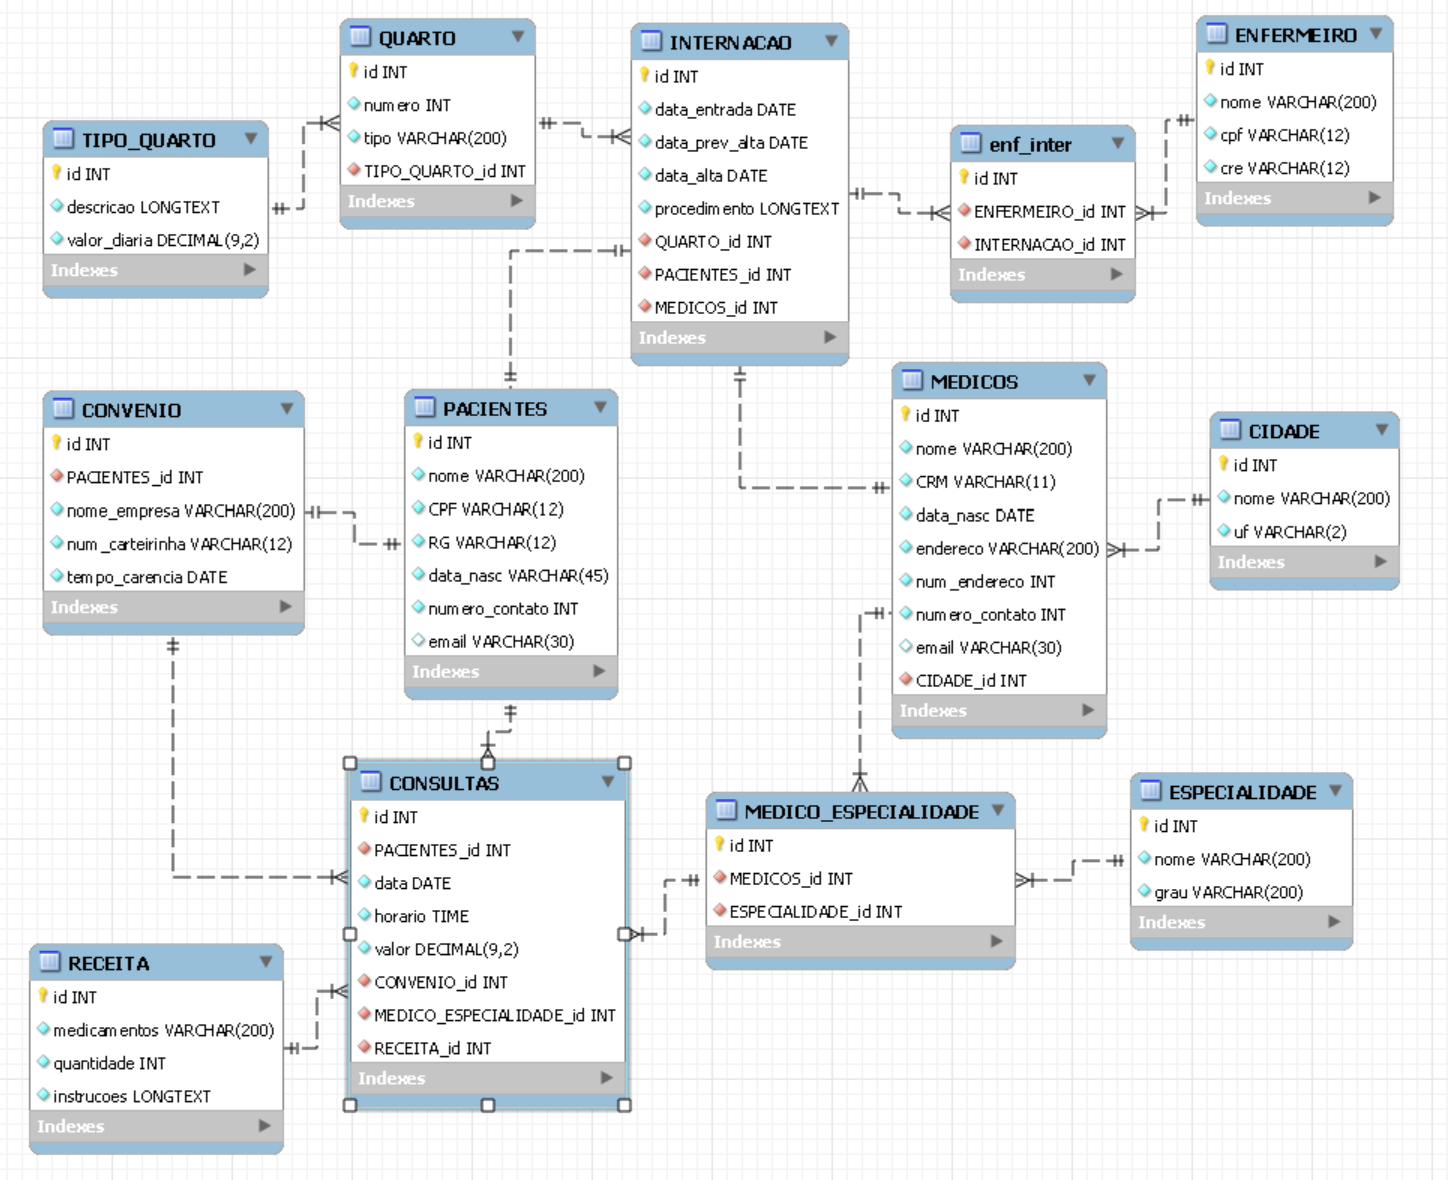 TIPO_QUARTO
id INT
descricao LONGTEXT
valor_diaria DECIMAL(9,2)
Indexes
QUARTO
id INT
numero INT
tipo VARCHAR(200)
TIPO_QUARTO_id INT
Indexes
INTERNACAO
id INT
data_entrada DATE
data_prev_alta DATE
data_alta DATE
procedimento LONGTEXT
QUARTO_id INT
PACIENTES_id INT
MEDICOS_id INT
Indexes
enf_inter
id INT
ENFERMEIRO_id INT
INTERNACAO_id INT
Indexes
ENFERMEIRO
id INT
nome VARCHAR(200)
cpf VARCHAR(12)
cre VARCHAR(12)
Indexes
CONVENIO
id INT
PACIENTES_id INT
nome_empresa VARCHAR(200)
num_carteirinha VARCHAR(12)
tempo_carencia DATE
Indexes
PACIENTES
id INT
nome VARCHAR(200)
CPF VARCHAR(12)
RG VARCHAR(12)
data_nasc VARCHAR(45)
numero_contato INT
email VARCHAR(30)
Indexes
MEDICOS
id INT
nome VARCHAR(200)
CRM VARCHAR(11)
data_nasc DATE
endereco VARCHAR(200)
num_endereco INT
numero_contato INT
email VARCHAR(30)
CIDADE_id INT
Indexes
CIDADE
id INT
nome VARCHAR(200)
uf VARCHAR(2)
Indexes
RECEITA
id INT
medicamentos VARCHAR(200)
quantidade INT
instrucoes LONGTEXT
Indexes
CONSULTAS
id INT
PACIENTES_id INT
data DATE
horario TIME
valor DECIMAL(9,2)
CONVENIO_id INT
MEDICO_ESPECIALIDADE_id INT
RECEITA_id INT
Indexes
MEDICO_ESPECIALIDADE
id INT
MEDICOS_id INT
ESPECIALIDADE_id INT
Indexes
ESPECIALIDADE
id INT
nome VARCHAR(200)
grau VARCHAR(200)
Indexes